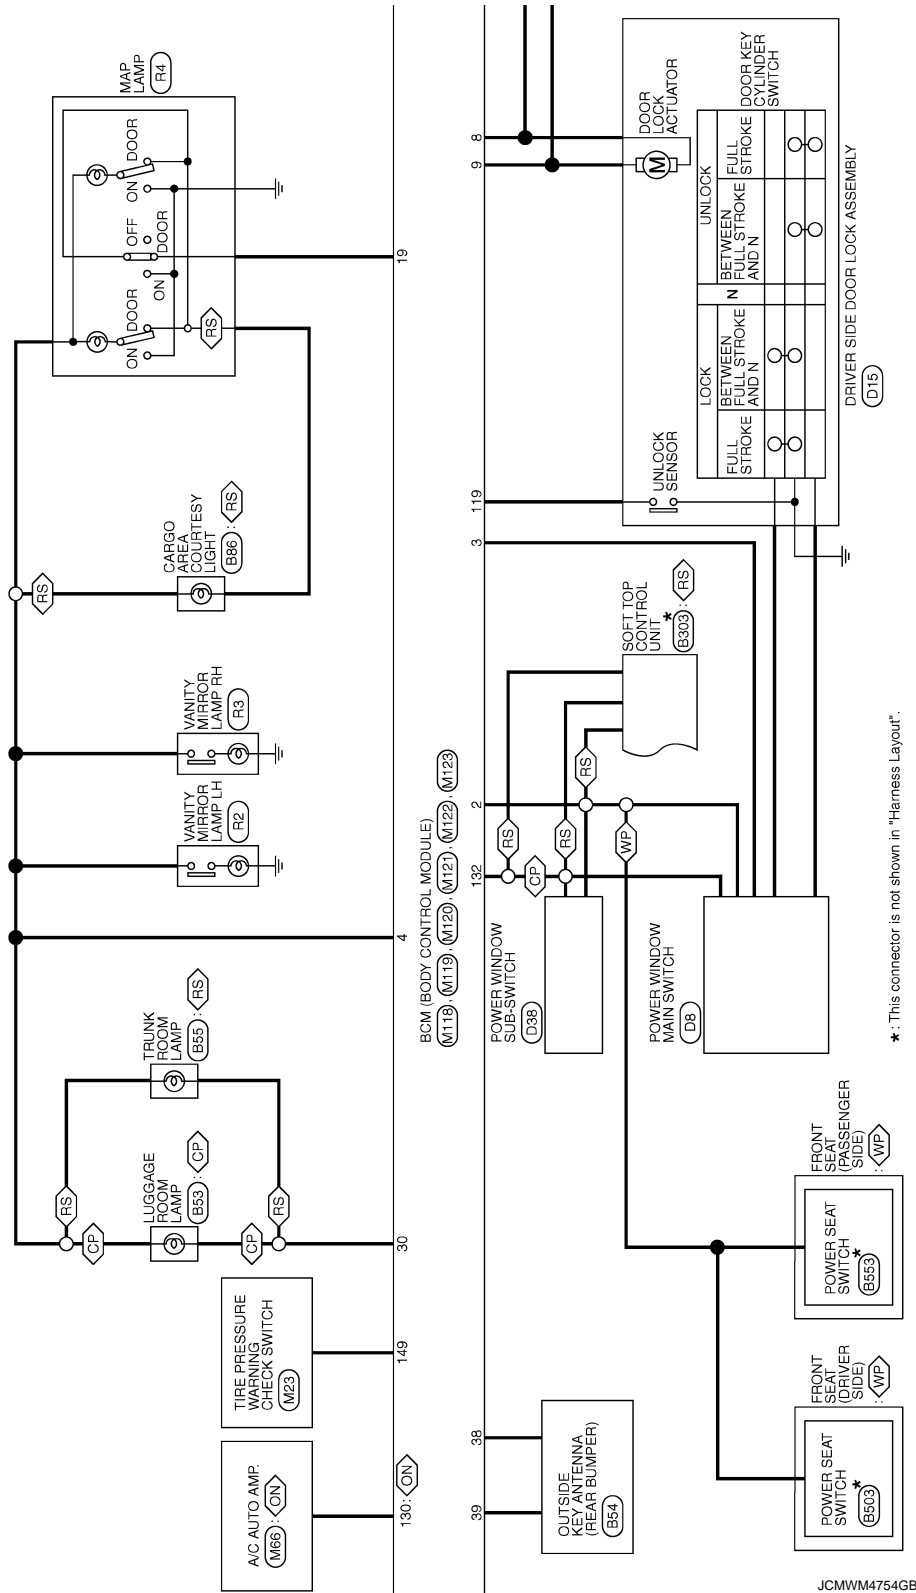 MAP
LAMP
R4
ON
DOOR
ON
OFF
DOOR
ON
DOOR
RS
19
RS
CARGO
AREA
COURTESY
LIGHT
B86 : RS
VANITY
MIRROR
LAMP RH
R3
VANITY
MIRROR
LAMP LH
R2
4
TRUNK
ROOM
LAMP
B55 : RS
RS
RS
LUGGAGE
ROOM
LAMP
B53 : CP
CP
CP
30
TIRE PRESSURE
WARNING
CHECK SWITCH
M23
149
A/C AUTO AMP.
M66 : ON
130 : ON
BCM (BODY CONTROL MODULE)
M118 , M119 , M120 , M121 , M122 , M123
8
9
119
3
2
132
38
39
DOOR
LOCK
ACTUATOR
M
DOOR KEY
CYLINDER
SWITCH
LOCK
N
UNLOCK
FULL
STROKE
BETWEEN
FULL STROKE
AND N
BETWEEN
FULL STROKE
AND N
FULL
STROKE
UNLOCK
SENSOR
DRIVER SIDE DOOR LOCK ASSEMBLY
D15
SOFT TOP
CONTROL
UNIT *
B303 : RS
RS
RS
RS
CP
WP
POWER WINDOW
SUB-SWITCH
D38
POWER WINDOW
MAIN SWITCH
D8
OUTSIDE
KEY ANTENNA
(REAR BUMPER)
B54
FRONT
SEAT
(PASSENGER
SIDE)
: WP
POWER SEAT
SWITCH *
B553
FRONT
SEAT
(DRIVER
SIDE)
: WP
POWER SEAT
SWITCH *
B503
* : This connector is not shown in "Harness Layout".
JCMWM4754GB